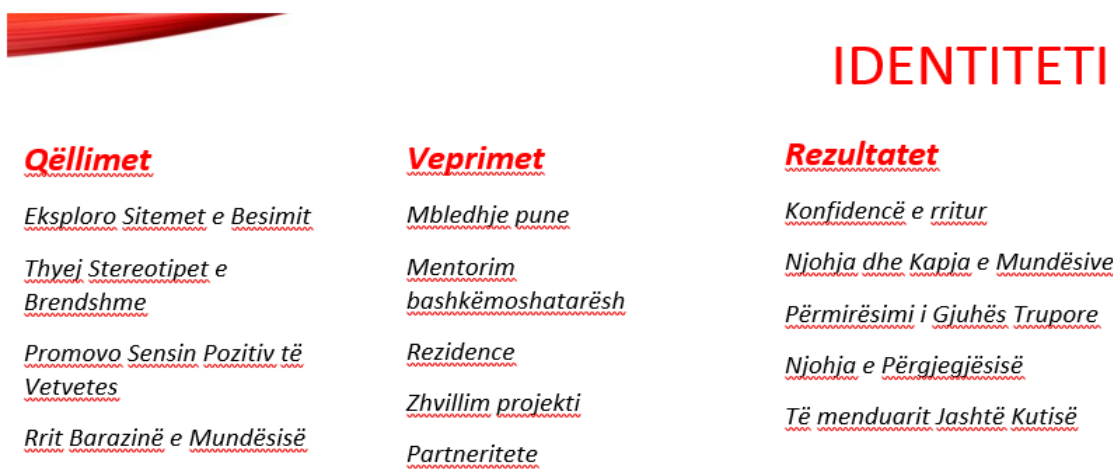 IDENTITETI
Qëllimet
Eksploro Sitemet e Besimit
Thyej Stereotipet e
Brendshme
Promovo Sensin Pozitiv të
Vetvetes
Rrit Barazinë e Mundësisë
Veprimet
Mbledhje pune
Mentorim
bashkëmoshatarësh
Rezidence
Zhvillim projekti
Partneritete
Rezultatet
Konfidencë e rritur
Njohja dhe Kapja e Mundësive
Përmirësimi i Gjuhës Trupore
Njohja e Përgjegjësisë
Të menduarit Jashtë Kutisë